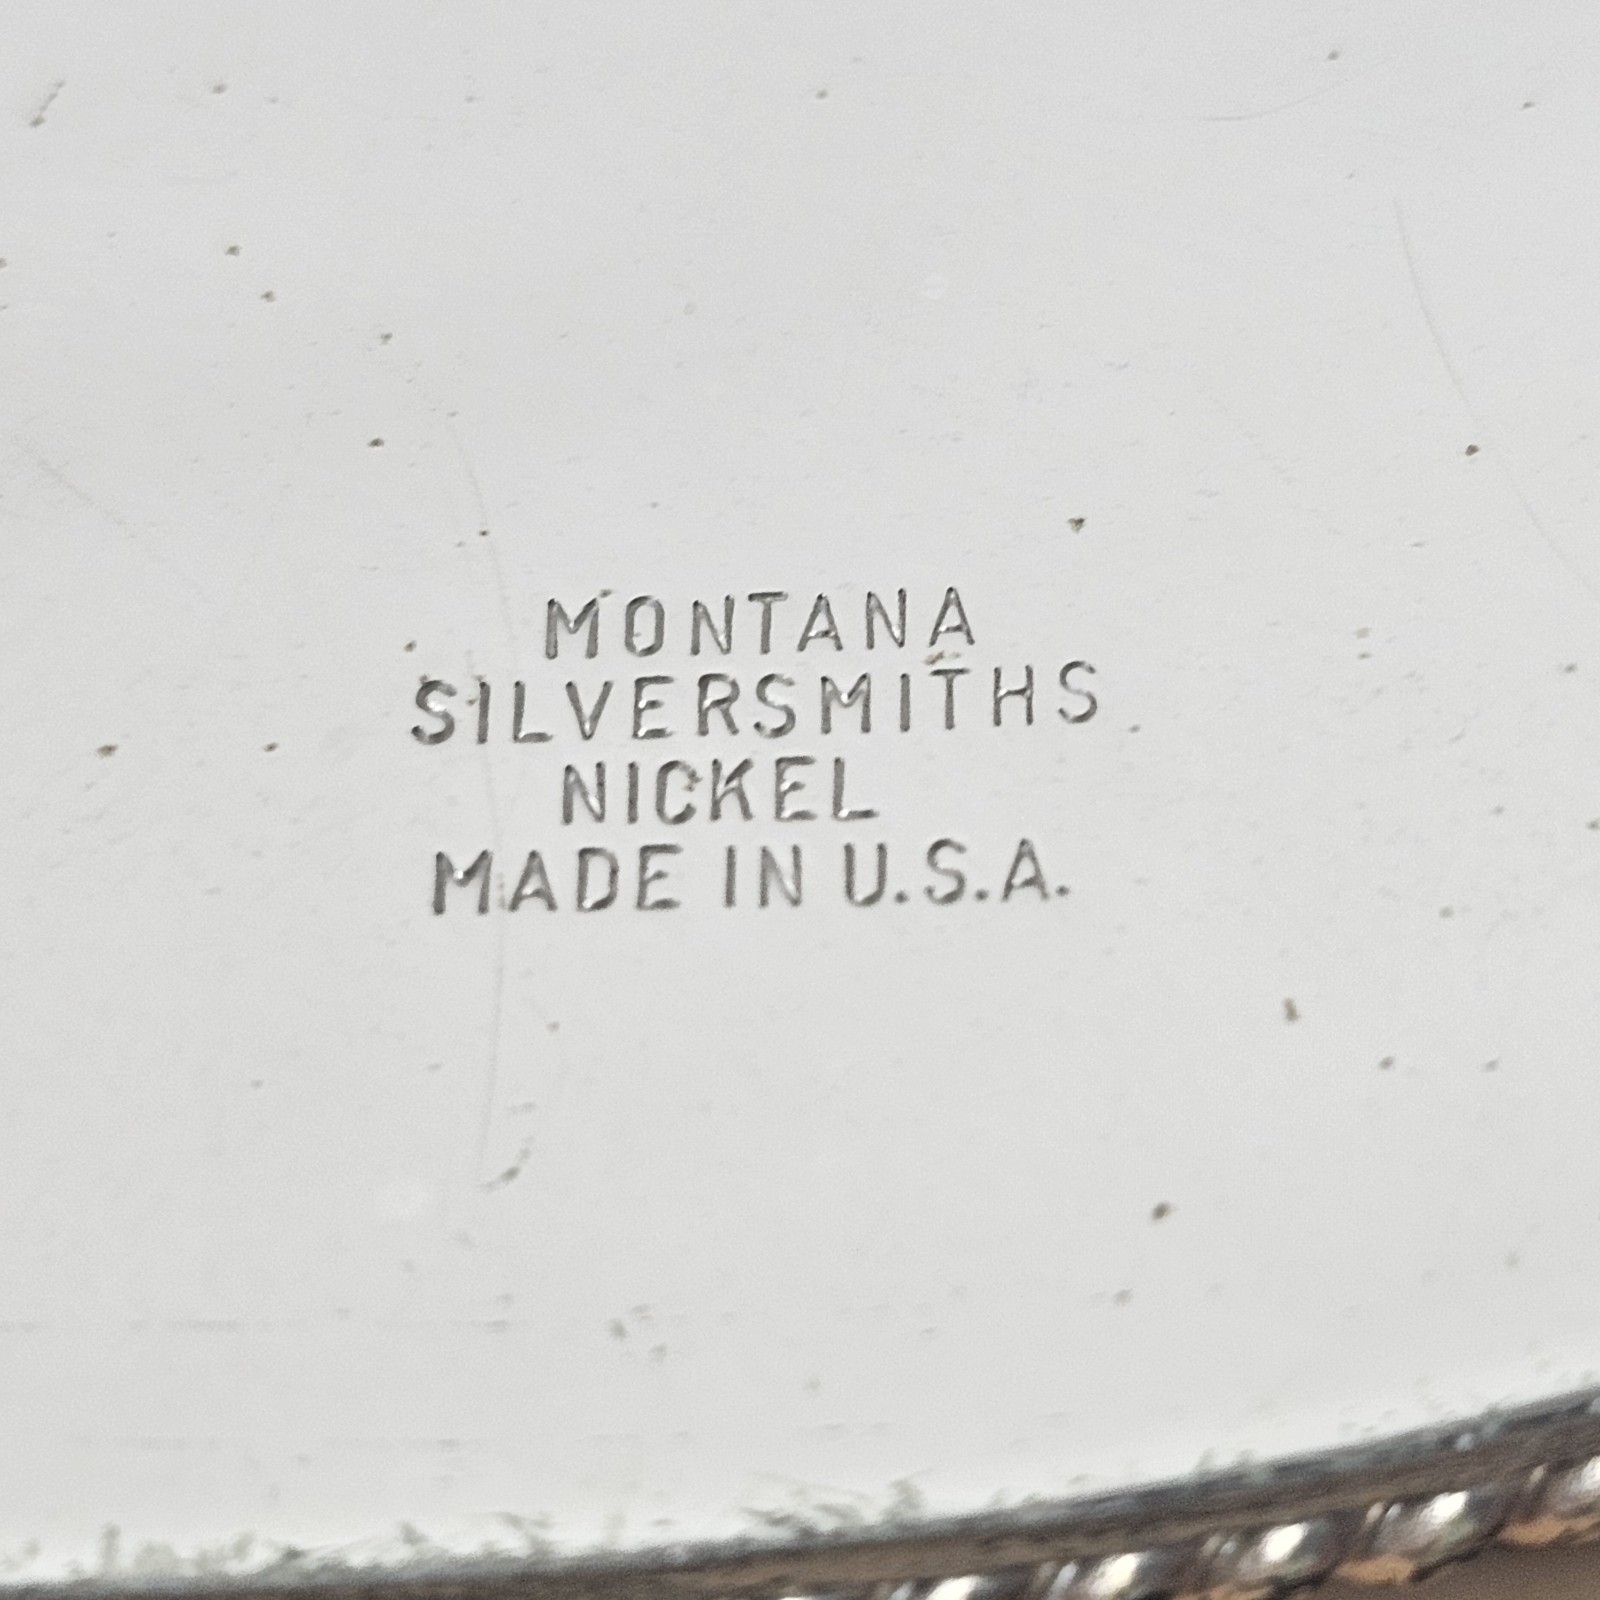 MONTANA
SILVERSMITHS
NICKEL
MADE IN U.S.A.